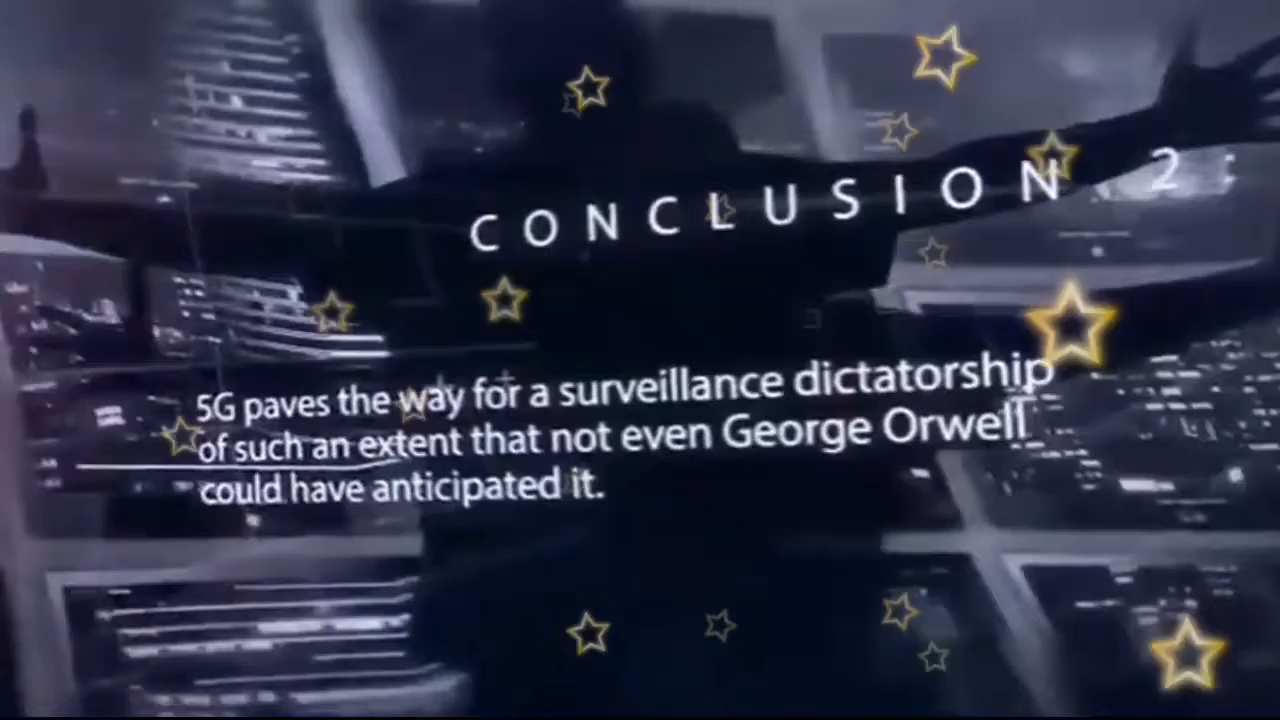 CONCLUSION 2:
5G paves the way for a surveillance dictatorship
of such an extent that not even George Orwell
could have anticipated it.